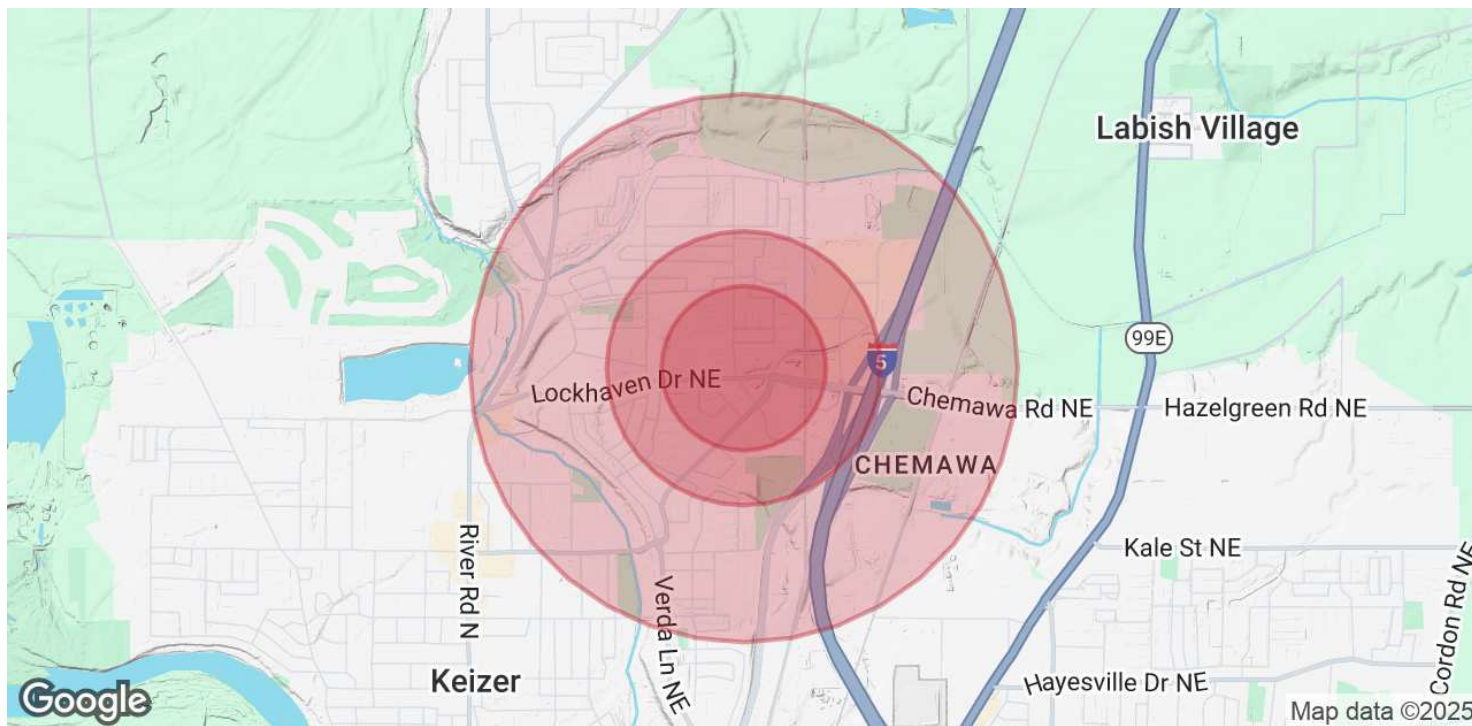 Labish Village
99E
5
Lockhaven Dr NE
Chemawa Rd NE
Hazelgreen Rd NE
CHEMAWA
River Rd N
Kale St NE
Verda Ln NE
Cordon Rd NE
Keizer
Hayesville Dr NE
Google
Map data ©2025